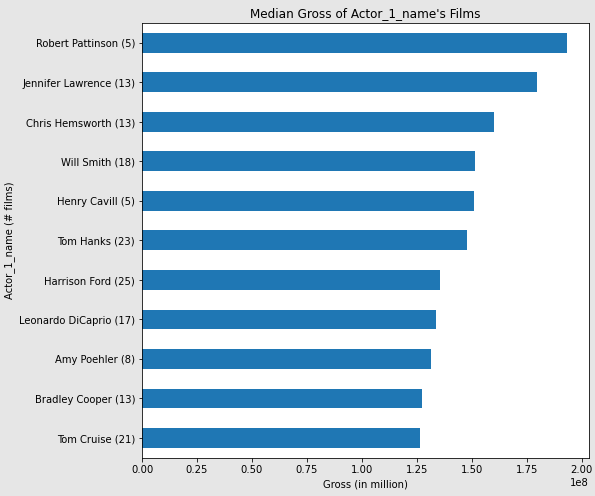 Median Gross of Actor_1_name's Films
Robert Pattinson (5)
Jennifer Lawrence (13)
Chris Hemsworth (13)
Will Smith (18)
Henry Cavill (5)
Tom Hanks (23)
Harrison Ford (25)
Leonardo DiCaprio (17)
Amy Poehler (8)
Bradley Cooper (13)
Tom Cruise (21)
Actor_1_name (# films)
0.00 0.25 0.50 0.75 1.00 1.25 1.50 1.75 2.00
1e8
Gross (in million)